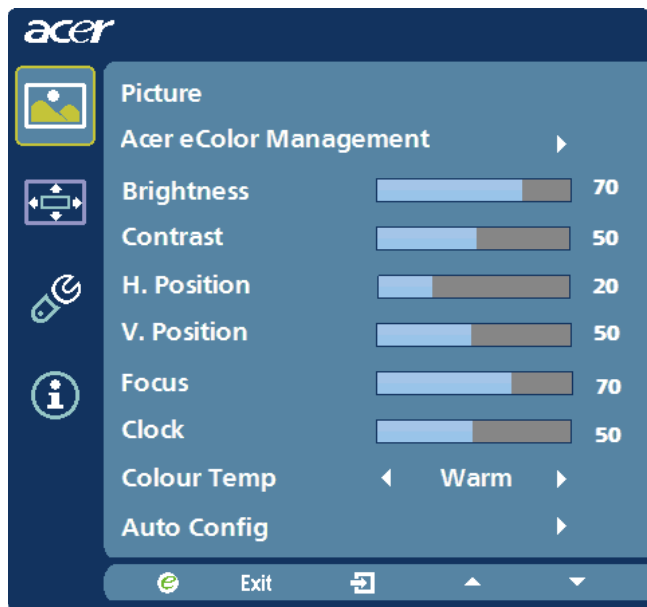 acer
Picture
Acer eColor Management
Brightness 70
Contrast 50
H. Position 20
V. Position 50
Focus 70
Clock 50
Colour Temp Warm
Auto Config
e Exit